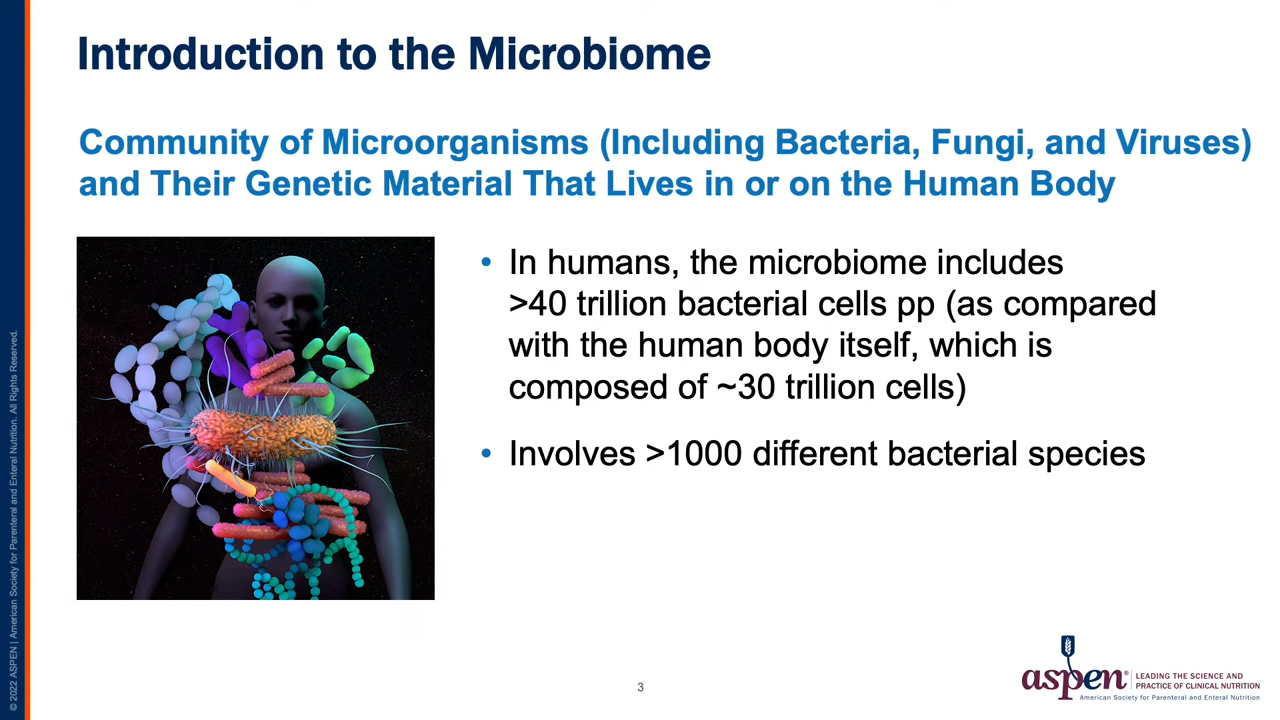 Introduction to the Microbiome
Community of Microorganisms (Including Bacteria, Fungi, and Viruses)
and Their Genetic Material That Lives in or on the Human Body
• In humans, the microbiome includes
>40 trillion bacterial cells pp (as compared
with the human body itself, which is
composed of ~30 trillion cells)
• Involves >1000 different bacterial species
© 2022 ASPEN | American Society for Parenteral and Enteral Nutrition. All Rights Reserved.
3
aspen®
LEADING THE SCIENCE AND
PRACTICE OF CLINICAL NUTRITION
American Society for Parenteral and Enteral Nutrition